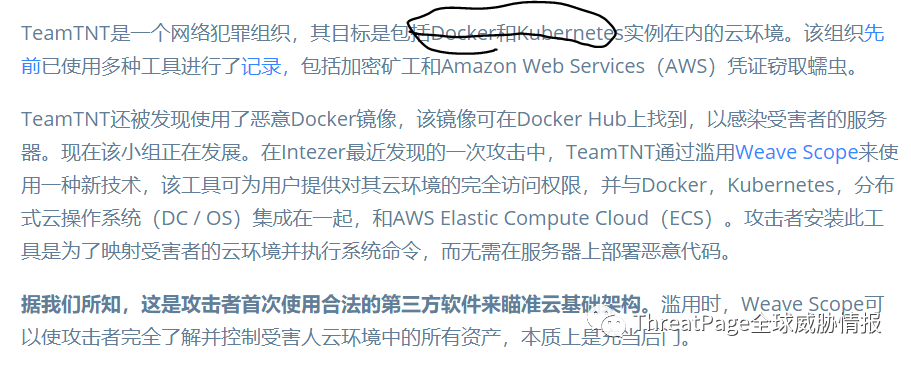 TeamTNT是一个网络犯罪组织，其目标是包括Docker和Kubernetes实例在内的云环境。该组织先
前已使用多种工具进行了记录，包括加密矿工和Amazon Web Services（AWS）凭证窃取蠕虫。
TeamTNT还被发现使用了恶意Docker镜像，该镜像可在Docker Hub上找到，以感染受害者的服务
器。现在该小组正在发展。在Intezer最近发现的一次攻击中，TeamTNT通过滥用Weave Scope来使
用一种新技术，该工具可为用户提供对其云环境的完全访问权限，并与Docker，Kubernetes，分布
式云操作系统（DC / OS）集成在一起，和AWS Elastic Compute Cloud（ECS）。攻击者安装此工
具是为了映射受害者的云环境并执行系统命令，而无需在服务器上部署恶意代码。
据我们所知，这是攻击者首次使用合法的第三方软件来瞄准云基础架构。滥用时，Weave Scope可
以使攻击者完全了解并控制受害人云环境中的所有资产，本质上是充当后门。
ThreatPage全球威胁情报